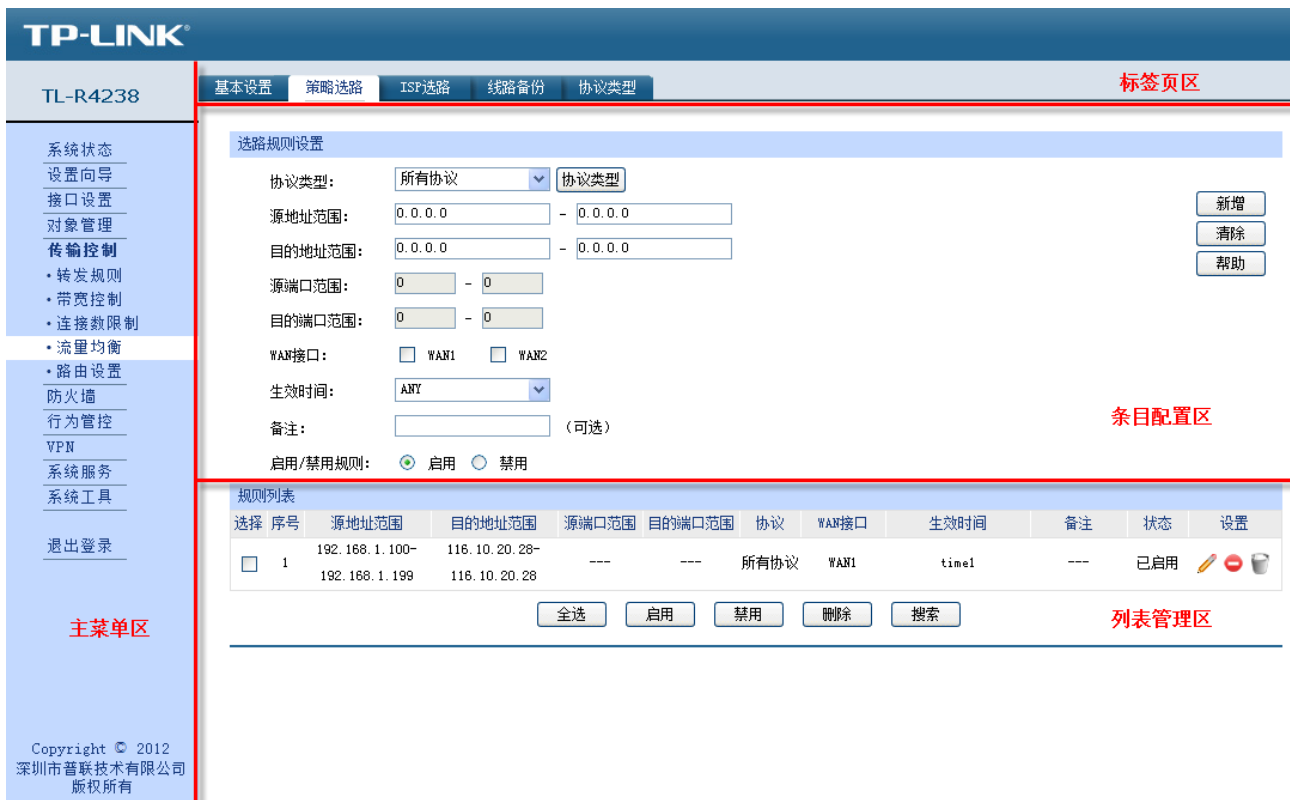 TP-LINK®
TL-R4238
基本设置 策略选路 ISP选路 线路备份 协议类型 标签页区
系统状态
设置向导
接口设置
对象管理
传输控制
•转发规则
•带宽控制
•连接数限制
•流量均衡
•路由设置
防火墙
行为管控
VPN
系统服务
系统工具
退出登录
主菜单区
Copyright © 2012
深圳市普联技术有限公司
版权所有
选路规则设置
协议类型: 所有协议 协议类型
源地址范围: 0.0.0.0 - 0.0.0.0
目的地址范围: 0.0.0.0 - 0.0.0.0
源端口范围: 0 - 0
目的端口范围: 0 - 0
WAN接口: WAN1 WAN2
生效时间: ANY
备注: (可选)
启用/禁用规则: 启用 禁用
新增
清除
帮助
条目配置区
规则列表
选择 序号 源地址范围 目的地址范围 源端口范围 目的端口范围 协议 WAN接口 生效时间 备注 状态 设置
192.168.1.100- 116.10.20.28-
1 --- --- 所有协议 WAN1 time1 --- 已启用
192.168.1.199 116.10.20.28
全选 启用 禁用 删除 搜索
列表管理区